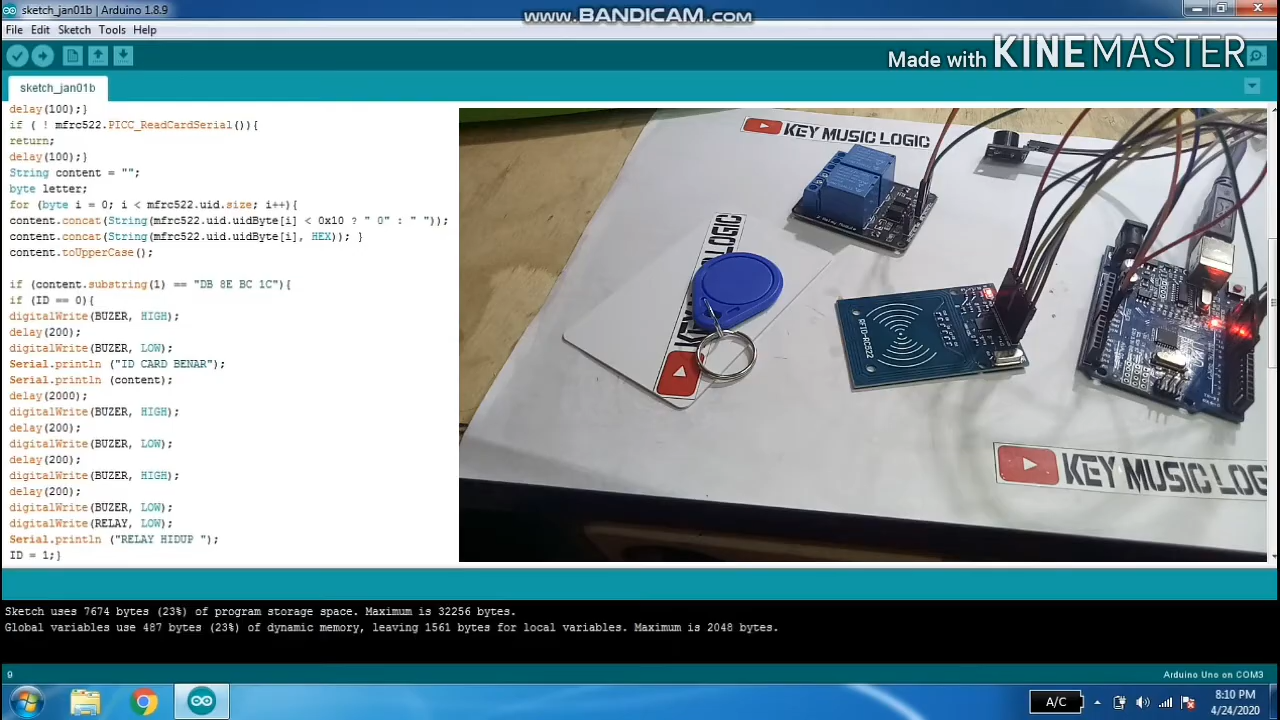 sketch_jan01b | Arduino 1.8.9
www.BANDICAM.com
File Edit Sketch Tools Help
Made with KINEMASTER
sketch_jan01b
delay(100);}
if ( ! mfrc522.PICC_ReadCardSerial()){
return;
delay(100);}
String content = "";
byte letter;
for (byte i = 0; i < mfrc522.uid.size; i++){
content.concat(String(mfrc522.uid.uidByte[i] < 0x10 ? " 0" : " "));
content.concat(String(mfrc522.uid.uidByte[i], HEX)); }
content.toUpperCase();
if (content.substring(1) == "DB 8E BC 1C"){
if (ID == 0){
digitalWrite(BUZER, HIGH);
delay(200);
digitalWrite(BUZER, LOW);
Serial.println ("ID CARD BENAR");
Serial.println (content);
delay(2000);
digitalWrite(BUZER, HIGH);
delay(200);
digitalWrite(BUZER, LOW);
delay(200);
digitalWrite(BUZER, HIGH);
delay(200);
digitalWrite(BUZER, LOW);
digitalWrite(RELAY, LOW);
Serial.println ("RELAY HIDUP ");
ID = 1;}
KEY MUSIC LOGIC
KEY MUSIC LOGIC
RFID-RC522
KEY MUSIC LOG
Sketch uses 7674 bytes (23%) of program storage space. Maximum is 32256 bytes.
Global variables use 487 bytes (23%) of dynamic memory, leaving 1561 bytes for local variables. Maximum is 2048 bytes.
9
Arduino Uno on COM3
A/C
8:10 PM
4/24/2020